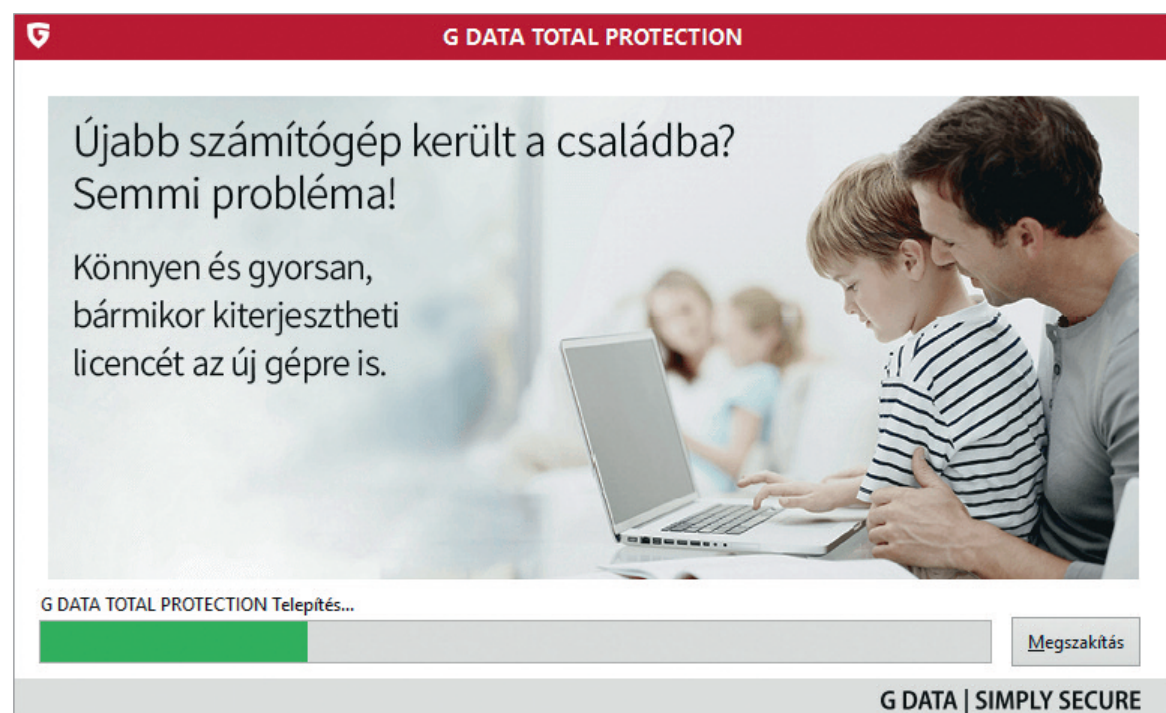 G DATA TOTAL PROTECTION
Újabb számítógép került a családba?
Semmi probléma!
Könnyen és gyorsan,
bármikor kiterjesztheti
licencét az új gépre is.
G DATA TOTAL PROTECTION Telepítés...
Megszakítás
G DATA | SIMPLY SECURE